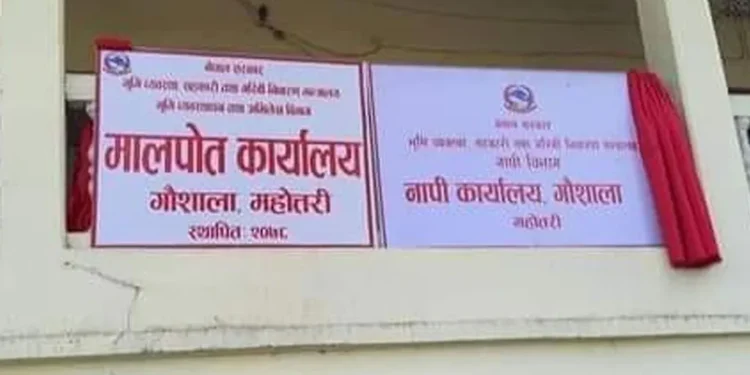 नेपाल सरकार
भूमि व्यवस्था, सहकारी तथा गरिवी निवारण मन्त्रालय
भूमि व्यवस्थापन तथा अभिलेख विभाग
मालपोत कार्यालय
गौशाला, महोत्तरी
स्थापितः २०७८
नेपाल सरकार
भूमि व्यवस्था, सहकारी तथा गरिवी निवारण मन्त्रालय
नापी विभाग
नापी कार्यालय, गौशाला
महोत्तरी